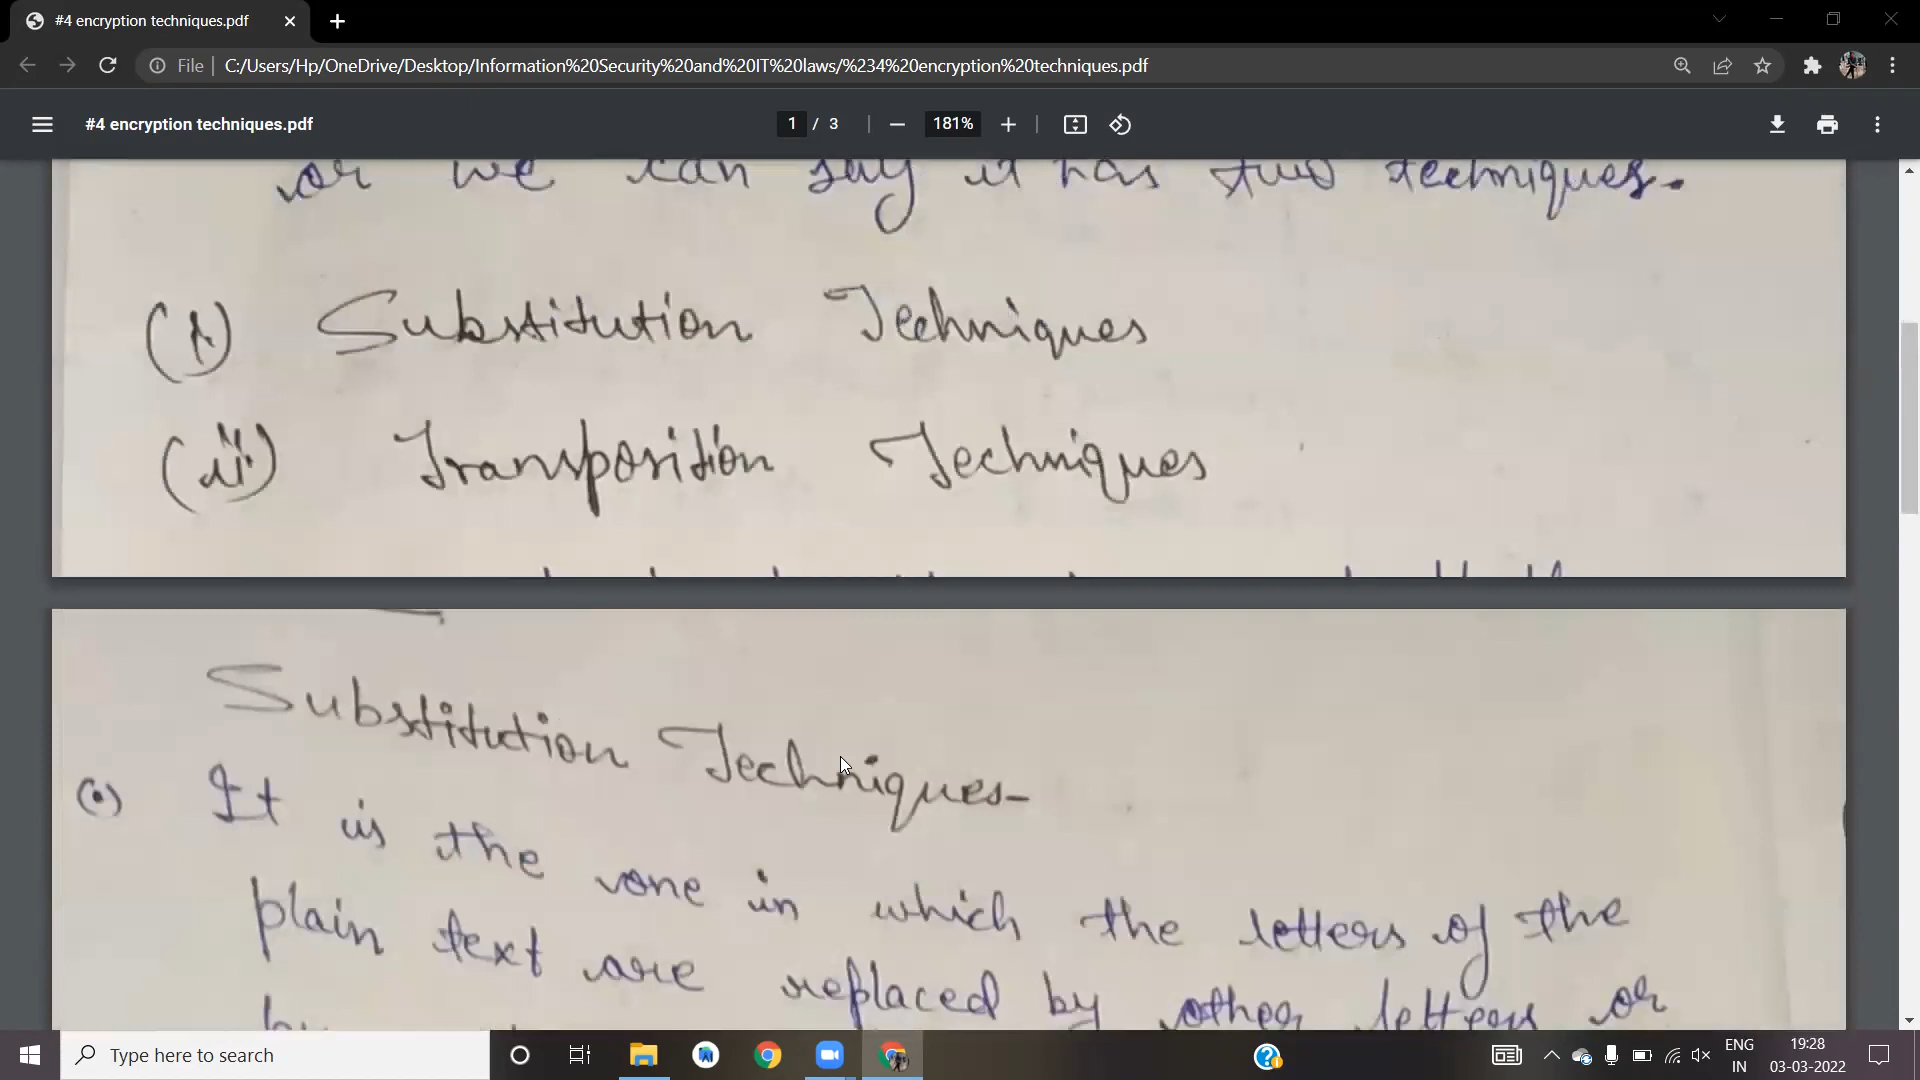 #4 encryption techniques.pdf
File | C:/Users/Hp/OneDrive/Desktop/Information%20Security%20and%20IT%20laws/%234%20encryption%20techniques.pdf
#4 encryption techniques.pdf
1 / 3
181%
or we can say it has two techniques.
(i) Substitution Techniques
(ii) Transposition Techniques
Substitution Techniques-
It is the one in which the letters of the
plain text are replaced by other letters or
Type here to search
ENG
IN
19:28
03-03-2022